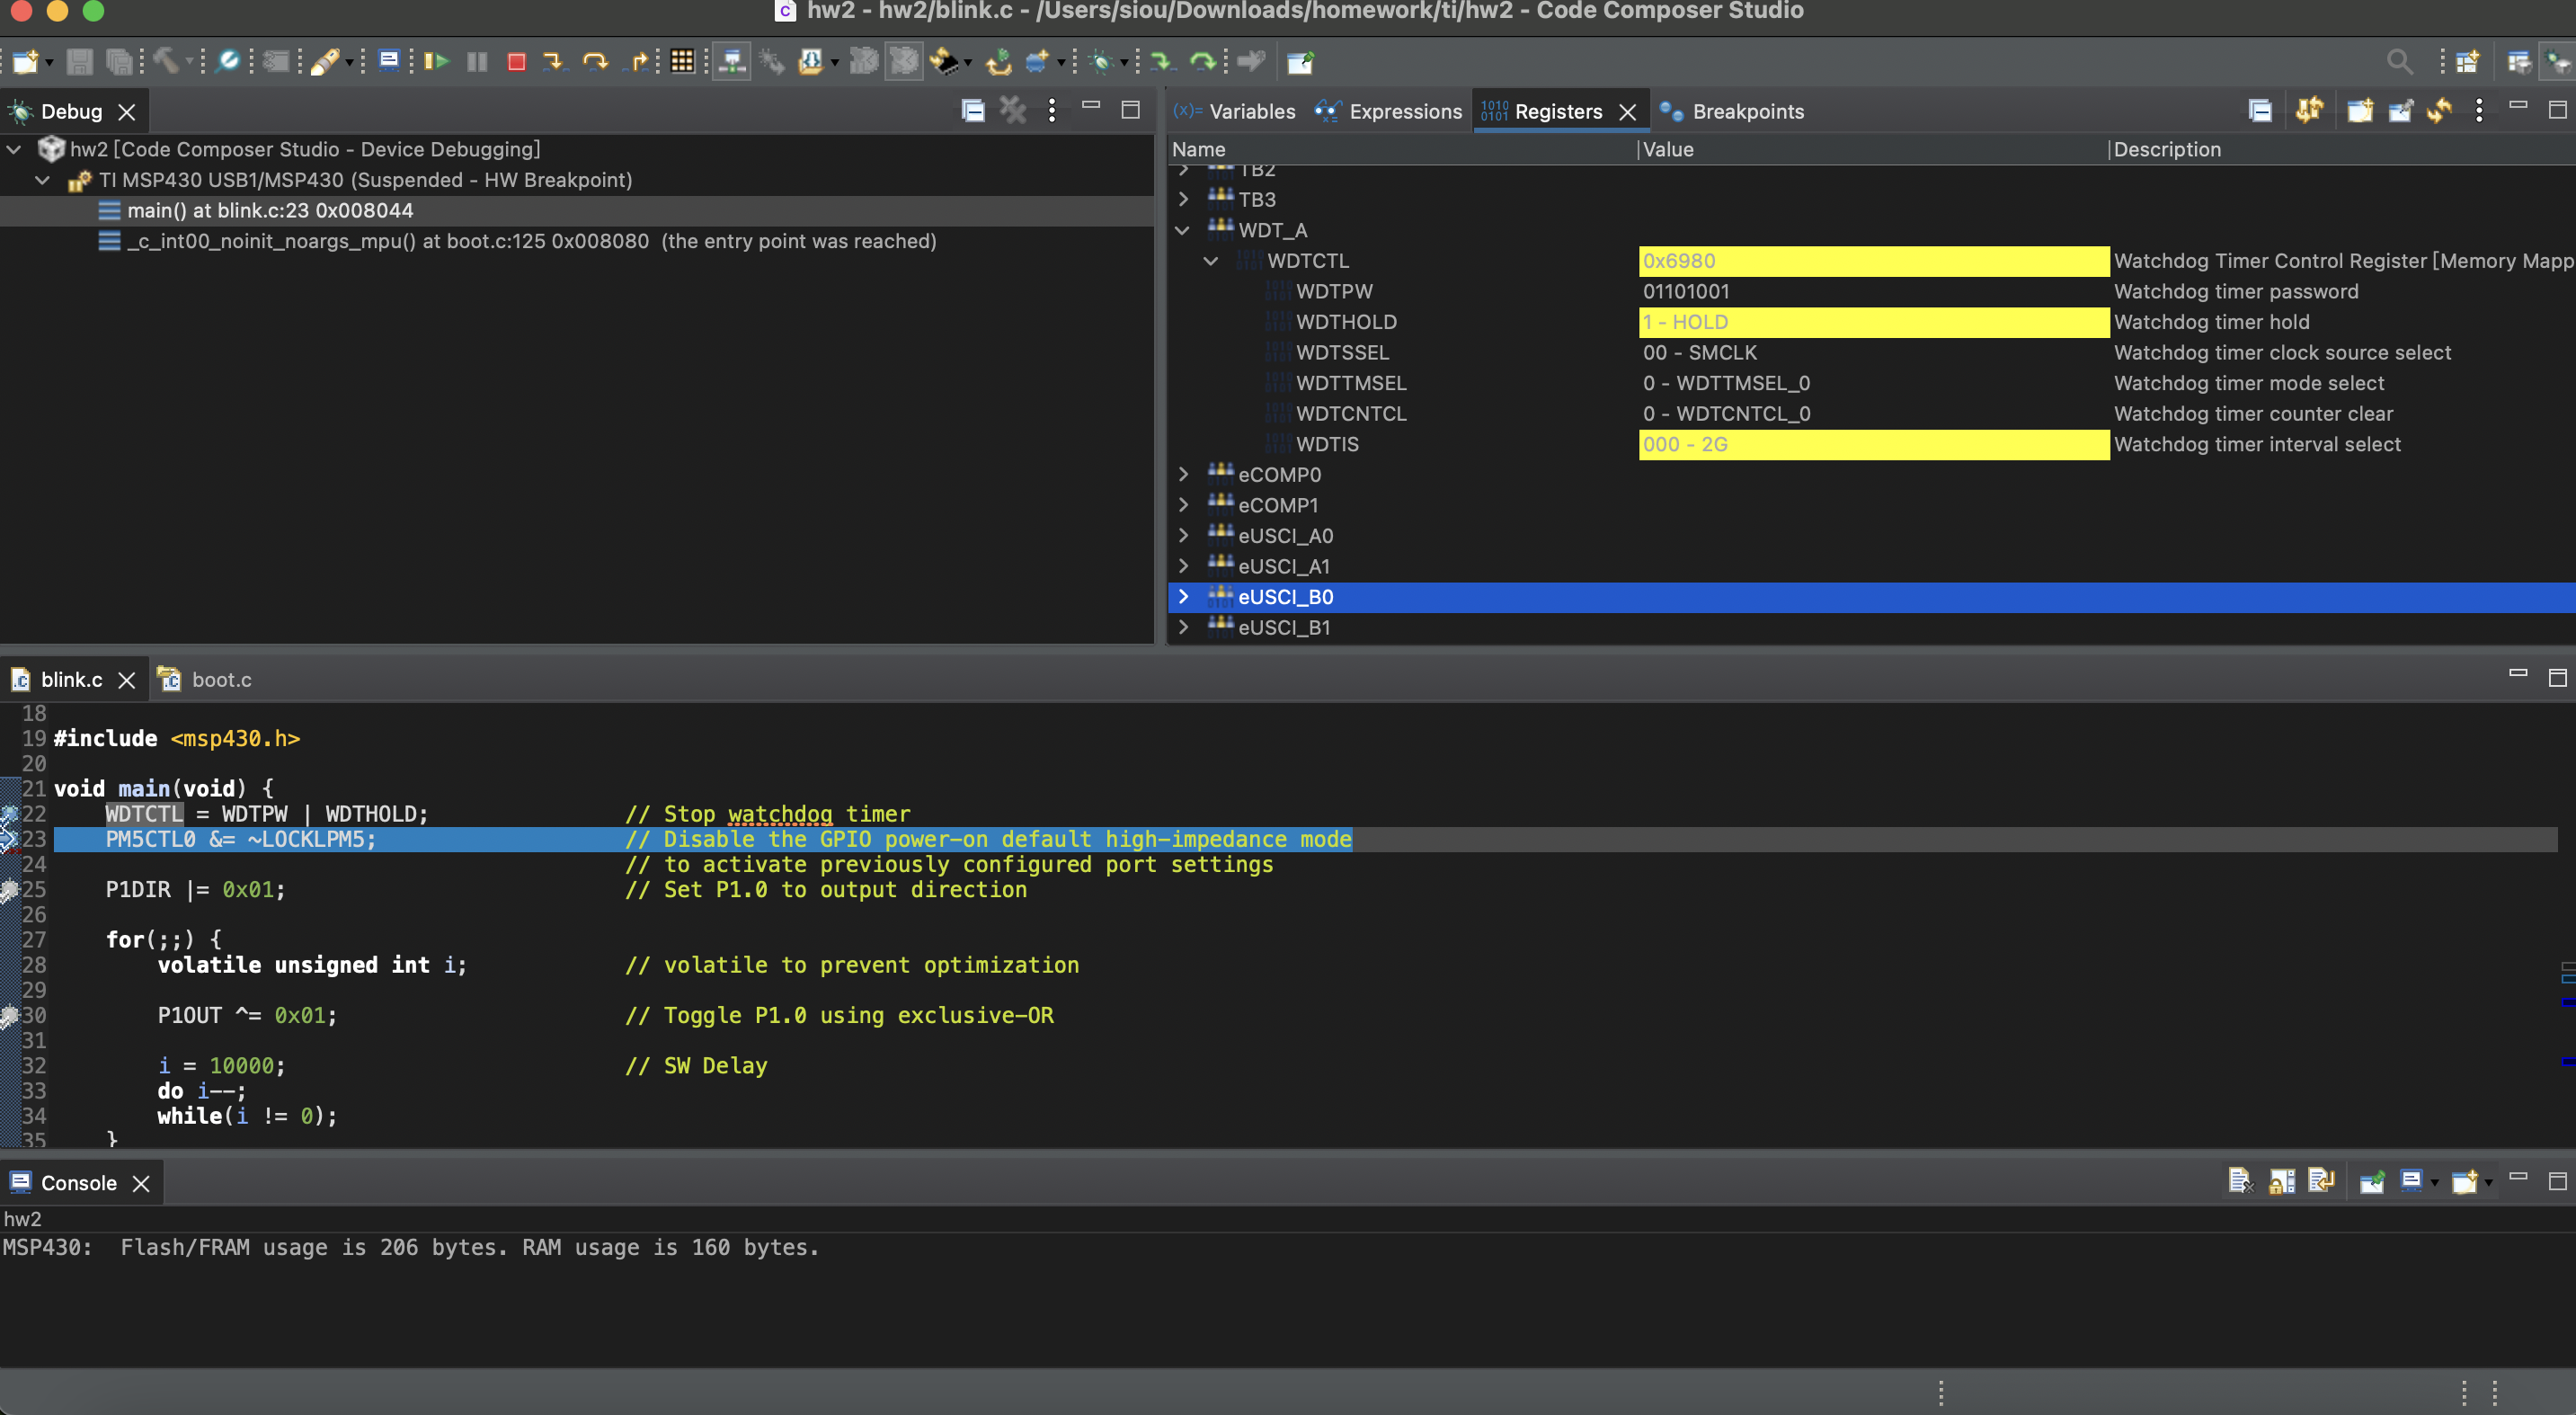 hw2 - hw2/blink.c - /Users/siou/Downloads/homework/ti/hw2 - Code Composer Studio
Debug
hw2 [Code Composer Studio - Device Debugging]
TI MSP430 USB1/MSP430 (Suspended - HW Breakpoint)
main() at blink.c:23 0x008044
_c_int00_noinit_noargs_mpu() at boot.c:125 0x008080 (the entry point was reached)
Variables Expressions Registers Breakpoints
Name Value Description
TB2
TB3
WDT_A
WDTCTL 0x6980 Watchdog Timer Control Register [Memory Mapp
WDTPW 01101001 Watchdog timer password
WDTHOLD 1 - HOLD Watchdog timer hold
WDTSSEL 00 - SMCLK Watchdog timer clock source select
WDTTMSEL 0 - WDTTMSEL_0 Watchdog timer mode select
WDTCNTCL 0 - WDTCNTCL_0 Watchdog timer counter clear
WDTIS 000 - 2G Watchdog timer interval select
eCOMP0
eCOMP1
eUSCI_A0
eUSCI_A1
eUSCI_B0
eUSCI_B1
blink.c boot.c
18
19 #include <msp430.h>
20
21 void main(void) {
22 WDTCTL = WDTPW | WDTHOLD; // Stop watchdog timer
23 PM5CTL0 &= ~LOCKLPM5; // Disable the GPIO power-on default high-impedance mode
24 // to activate previously configured port settings
25 P1DIR |= 0x01; // Set P1.0 to output direction
26
27 for(;;) {
28 volatile unsigned int i; // volatile to prevent optimization
29
30 P1OUT ^= 0x01; // Toggle P1.0 using exclusive-OR
31
32 i = 10000; // SW Delay
33 do i--;
34 while(i != 0);
35 }
Console
hw2
MSP430: Flash/FRAM usage is 206 bytes. RAM usage is 160 bytes.